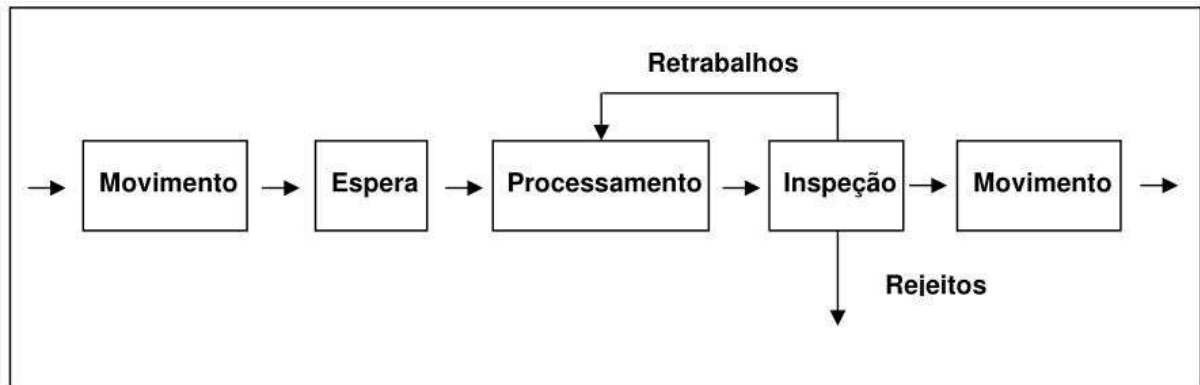 Retrabalhos
Movimento
Espera
Processamento
Inspeção
Movimento
Rejeitos